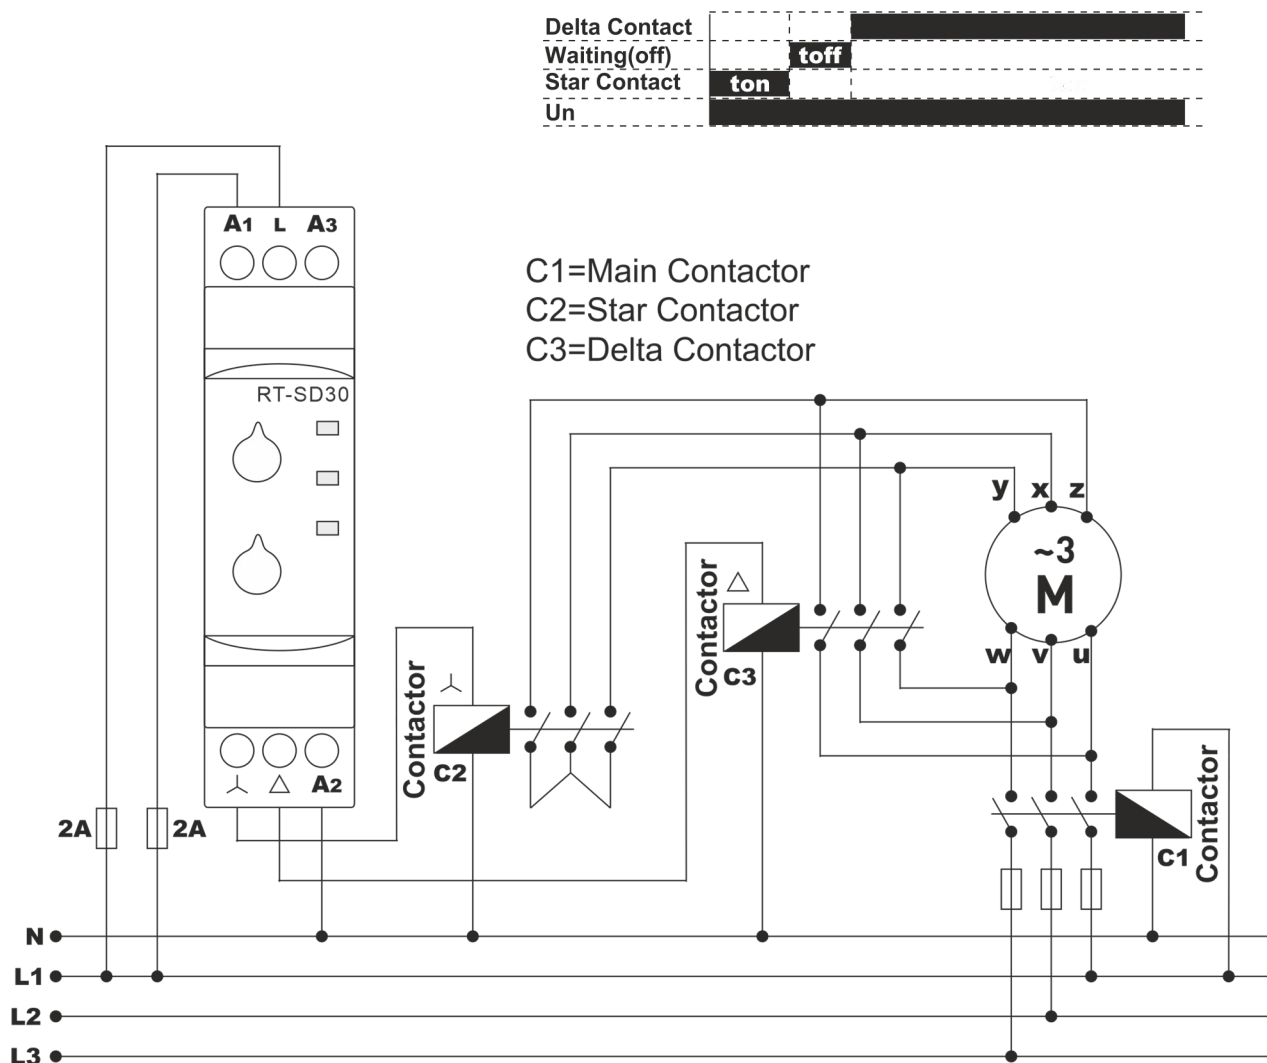 Delta Contact
Waiting(off) toff
Star Contact ton
Un
A1 L A3
C1=Main Contactor
C2=Star Contactor
C3=Delta Contactor
RT-SD30
y x z
~3
M
Contactor
C3
w v u
Contactor
C2
A2
Contactor
C1
2A 2A
N
L1
L2
L3